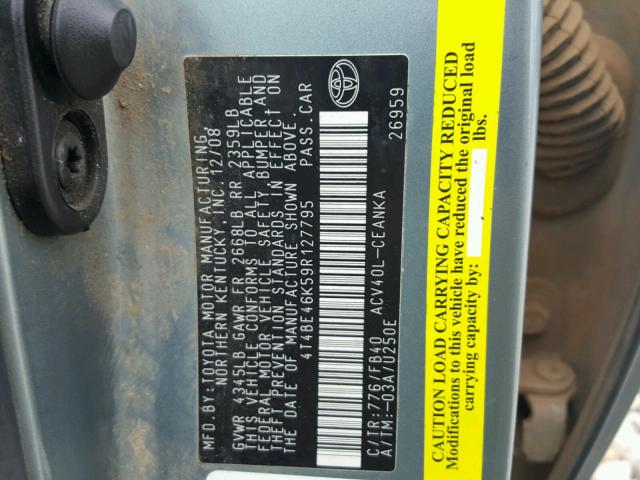 MFD.BY:TOYOTA MOTOR MANUFACTURING
NORTHERN KENTUCKY, INC. 12/08
GVWR 4345LB GAWR FR 2668LB RR 2359LB
THIS VEHICLE CONFORMS TO ALL APPLICABLE
FEDERAL MOTOR VEHICLE SAFETY BUMPER AND
THEFT PREVENTION STANDARDS IN EFFECT ON
THE DATE OF MANUFACTURE SHOWN ABOVE.
4T4BE46K59R127795 PASS. CAR
C/TR:776/FB40 ACV40L-CEANKA
A/TM:-03A/U250E 26959
CAUTION LOAD CARRYING CAPACITY REDUCED
Modifications to this vehicle have reduced the original load
carrying capacity by: lbs.